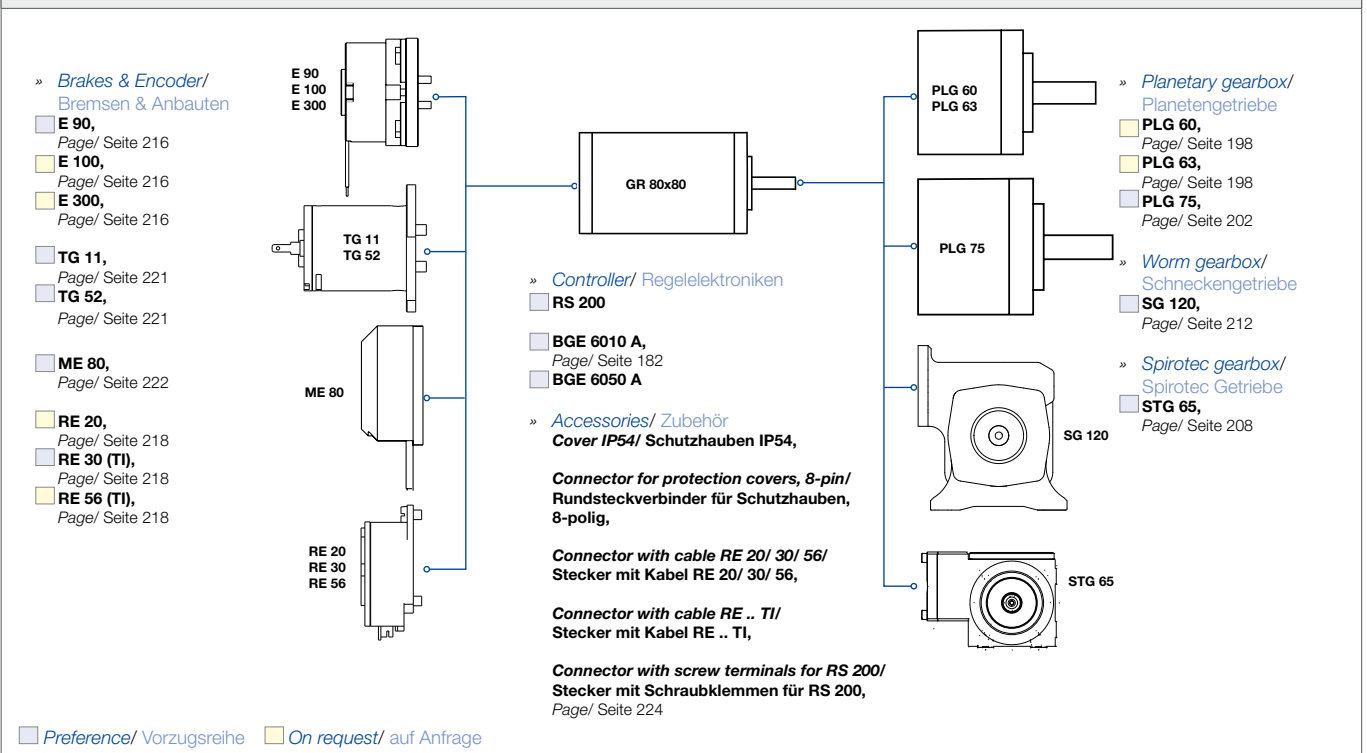 » Brakes & Encoder/
Bremsen & Anbauten
E 90,
Page/ Seite 216
E 100,
Page/ Seite 216
E 300,
Page/ Seite 216
TG 11,
Page/ Seite 221
TG 52,
Page/ Seite 221
ME 80,
Page/ Seite 222
RE 20,
Page/ Seite 218
RE 30 (TI),
Page/ Seite 218
RE 56 (TI),
Page/ Seite 218
E 90
E 100
E 300
TG 11
TG 52
ME 80
RE 20
RE 30
RE 56
GR 80x80
» Controller/ Regelelektroniken
RS 200
BGE 6010 A,
Page/ Seite 182
BGE 6050 A
» Accessories/ Zubehör
Cover IP54/ Schutzhauben IP54,
Connector for protection covers, 8-pin/
Rundsteckverbinder für Schutzhauben,
8-polig,
Connector with cable RE 20/ 30/ 56/
Stecker mit Kabel RE 20/ 30/ 56,
Connector with cable RE .. TI/
Stecker mit Kabel RE .. TI,
Connector with screw terminals for RS 200/
Stecker mit Schraubklemmen für RS 200,
Page/ Seite 224
PLG 60
PLG 63
PLG 75
SG 120
STG 65
» Planetary gearbox/
Planetengetriebe
PLG 60,
Page/ Seite 198
PLG 63,
Page/ Seite 198
PLG 75,
Page/ Seite 202
» Worm gearbox/
Schneckengetriebe
SG 120,
Page/ Seite 212
» Spirotec gearbox/
Spirotec Getriebe
STG 65,
Page/ Seite 208
Preference/ Vorzugsreihe On request/ auf Anfrage